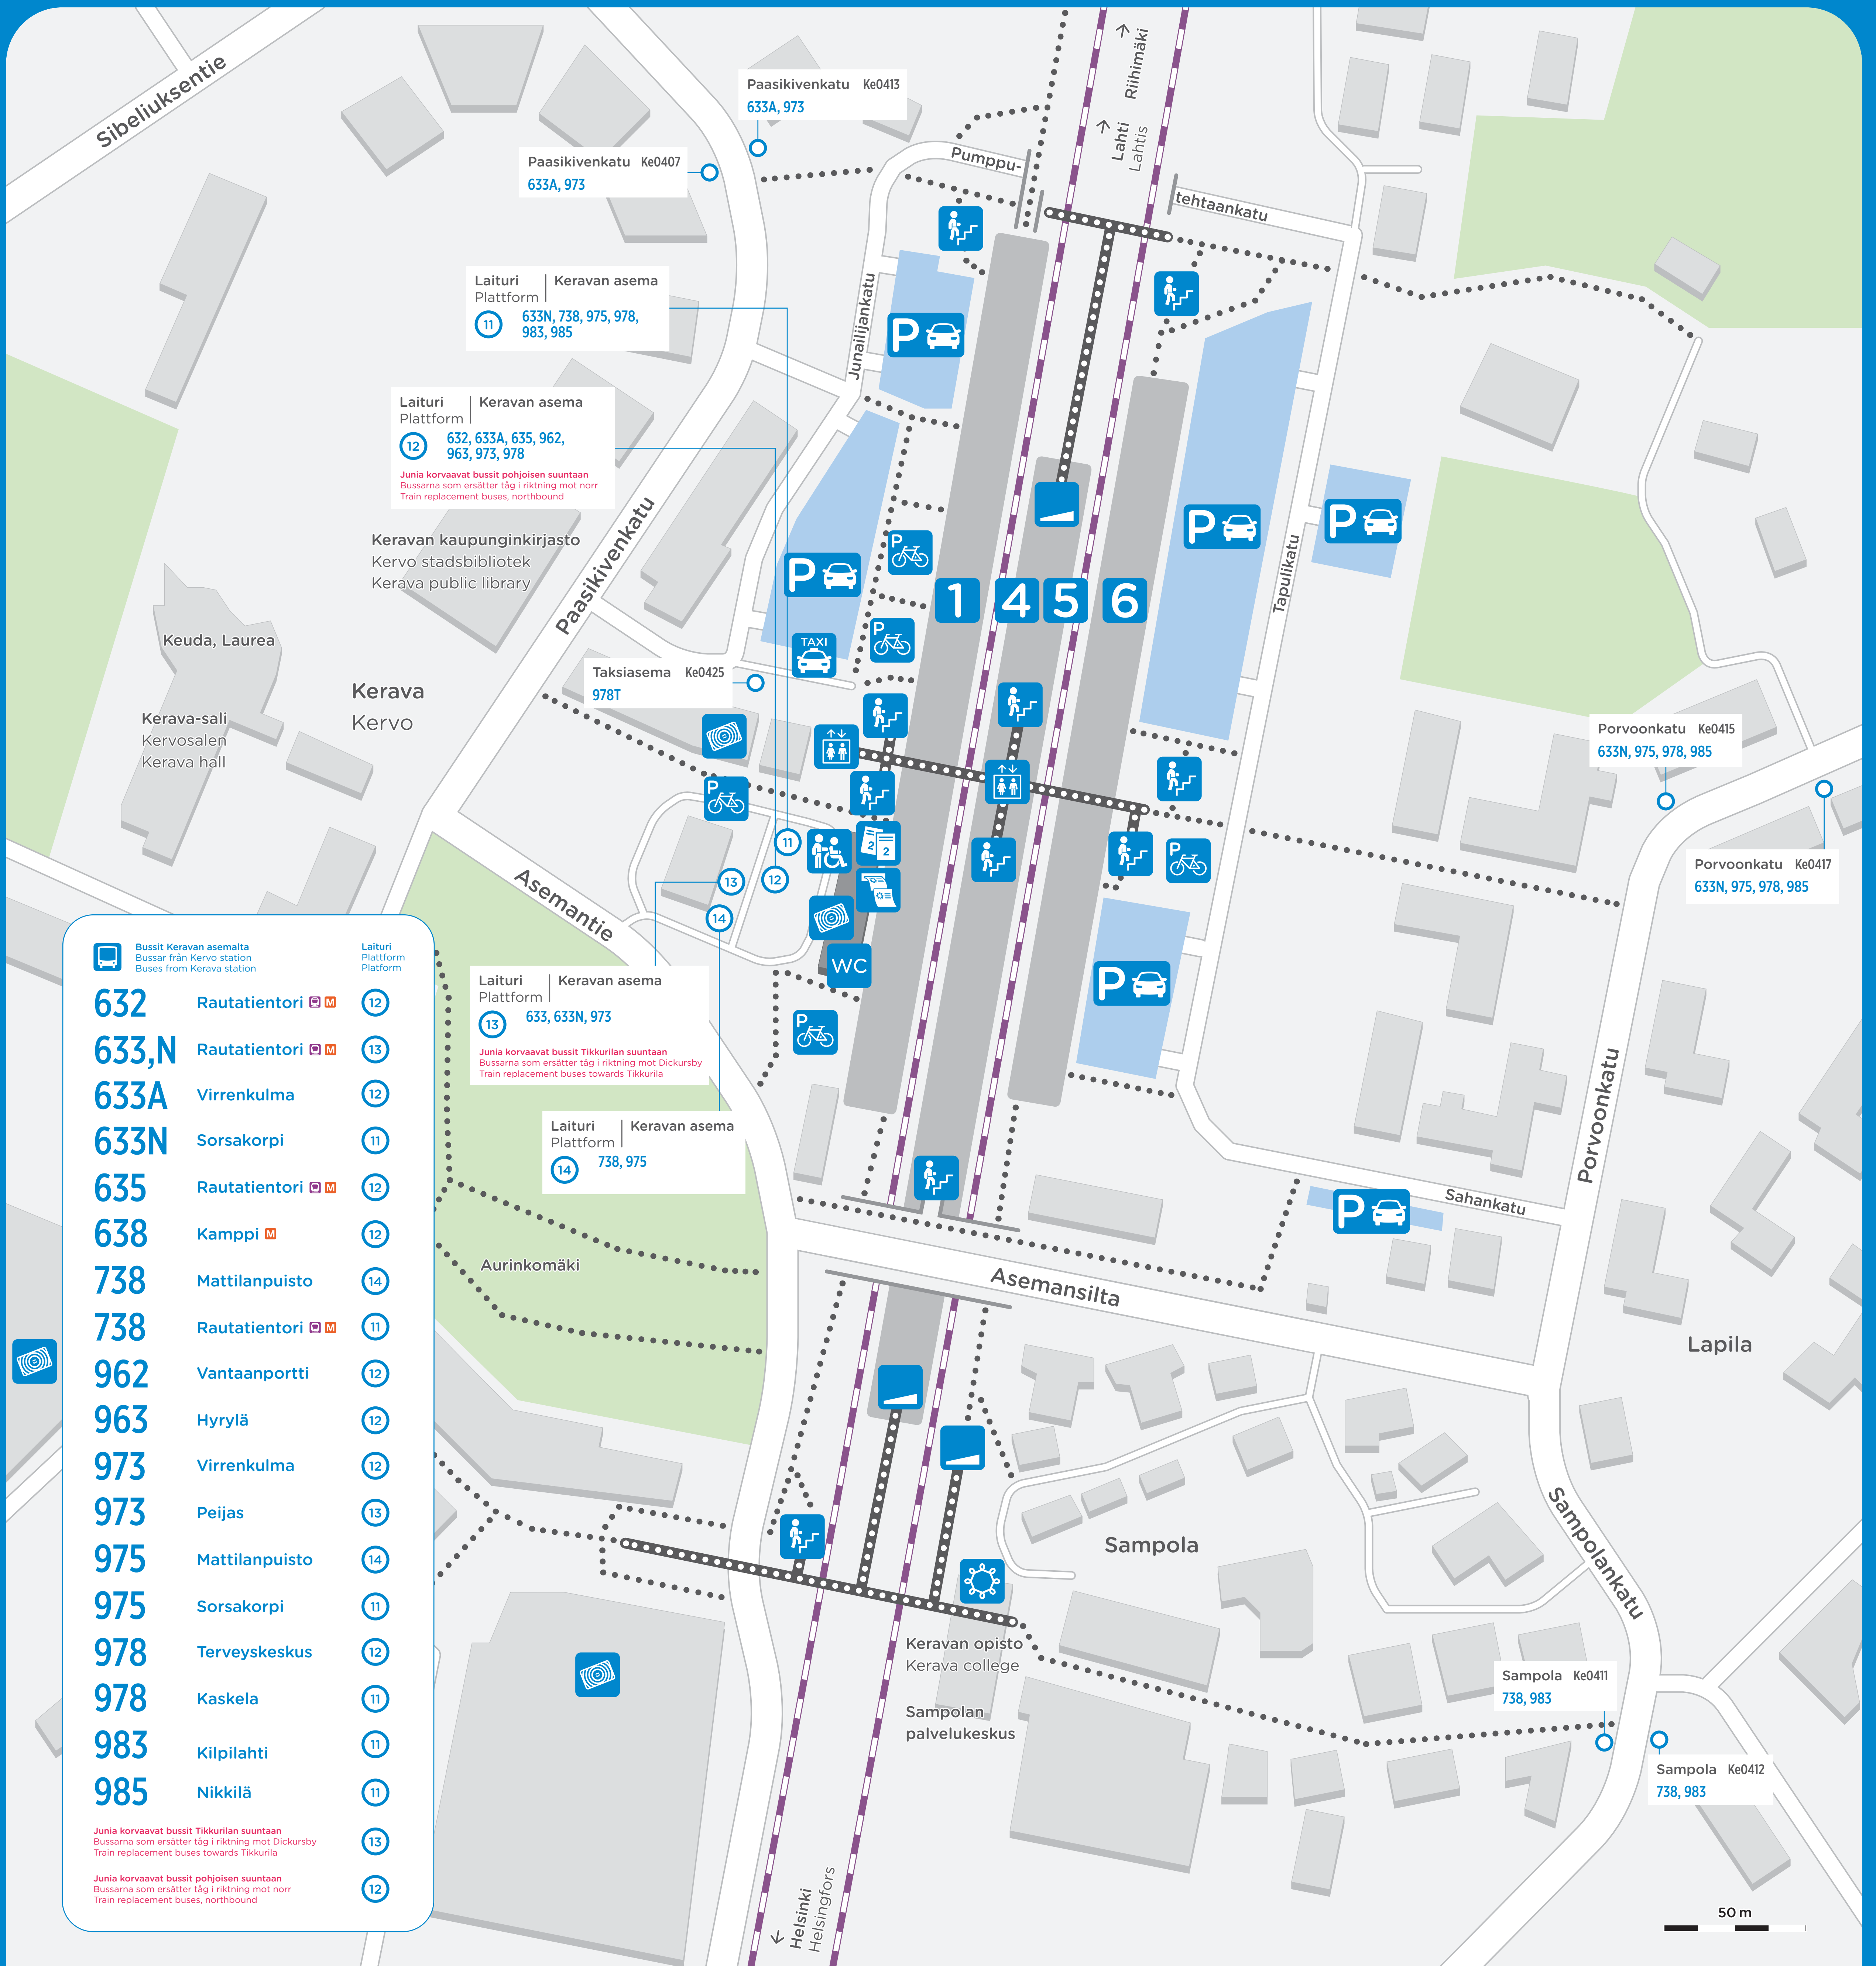 Sibeliuksentie
Paasikivenkatu Ke0413
633A, 973
Paasikivenkatu Ke0407
633A, 973
Pumppu-
tehtaankatu
Riihimäki
Lahti
Lahtis
Junailijankatu
Laituri
Plattform
Keravan asema
11
633N, 738, 975, 978,
983, 985
Laituri
Plattform
Keravan asema
12
632, 633A, 635, 962,
963, 973, 978
Junia korvaavat bussit pohjoisen suuntaan
Bussarna som ersätter tåg i riktning mot norr
Train replacement buses, northbound
Keravan kaupunginkirjasto
Kervo stadsbibliotek
Kerava public library
Paasikivenkatu
Keuda, Laurea
Kerava
Kervo
Kerava-sali
Kervosalen
Kerava hall
P
P
P
P
P
P
TAXI
1
4
5
6
Tapulikatu
Taksiasema Ke0425
978T
P
11
12
13
14
2
2
WC
P
P
P
P
Asemantie
Porvoonkatu Ke0415
633N, 975, 978, 985
Porvoonkatu Ke0417
633N, 975, 978, 985
Laituri
Plattform
Keravan asema
13
633, 633N, 973
Junia korvaavat bussit Tikkurilan suuntaan
Bussarna som ersätter tåg i riktning mot Dickursby
Train replacement buses towards Tikkurila
Laituri
Plattform
Keravan asema
14
738, 975
Porvoonkatu
Sahankatu
Aurinkomäki
Asemansilta
Lapila
Sampola
Sampolankatu
Keravan opisto
Kerava college
Sampolan
palvelukeskus
Sampola Ke0411
738, 983
Sampola Ke0412
738, 983
Helsinki
Helsingfors
50 m
Bussit Keravan asemalta
Bussar från Kervo station
Buses from Kerava station
Laituri
Plattform
Platform
632 Rautatientori M 12
633,N Rautatientori M 13
633A Virrenkulma 12
633N Sorsakorpi 11
635 Rautatientori M 12
638 Kamppi M 12
738 Mattilanpuisto 14
738 Rautatientori M 11
962 Vantaanportti 12
963 Hyrylä 12
973 Virrenkulma 12
973 Peijas 13
975 Mattilanpuisto 14
975 Sorsakorpi 11
978 Terveyskeskus 12
978 Kaskela 11
983 Kilpilahti 11
985 Nikkilä 11
Junia korvaavat bussit Tikkurilan suuntaan
Bussarna som ersätter tåg i riktning mot Dickursby
Train replacement buses towards Tikkurila
13
Junia korvaavat bussit pohjoisen suuntaan
Bussarna som ersätter tåg i riktning mot norr
Train replacement buses, northbound
12